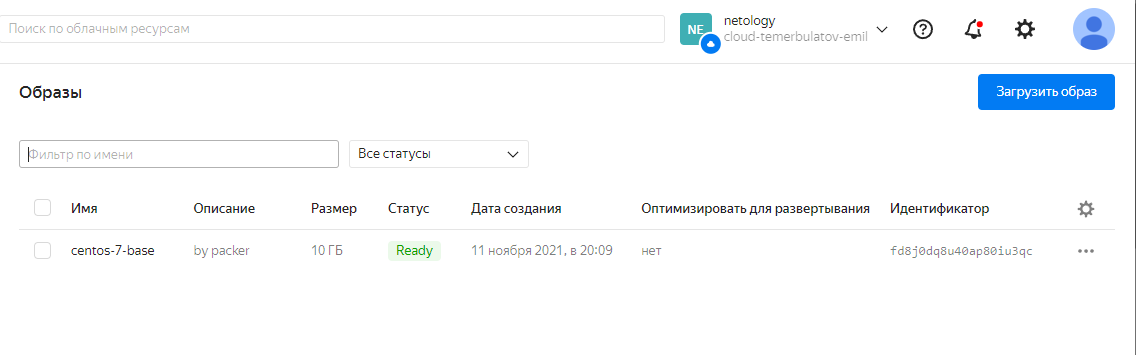 Поиск по облачным ресурсам
NE
netology
cloud-temerbulatov-emil
Образы
Загрузить образ
Фильтр по имени
Все статусы
Имя Описание Размер Статус Дата создания Оптимизировать для развертывания Идентификатор
centos-7-base by packer 10 ГБ Ready 11 ноября 2021, в 20:09 нет fd8j0dq8u40ap80iu3qc